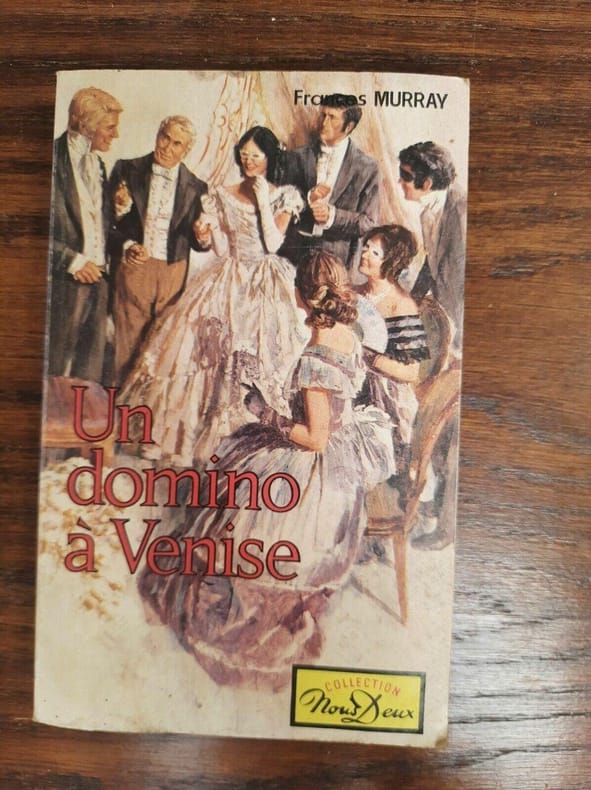 Frances MURRAY
Un
domino
à Venise
COLLECTION
Nous Deux